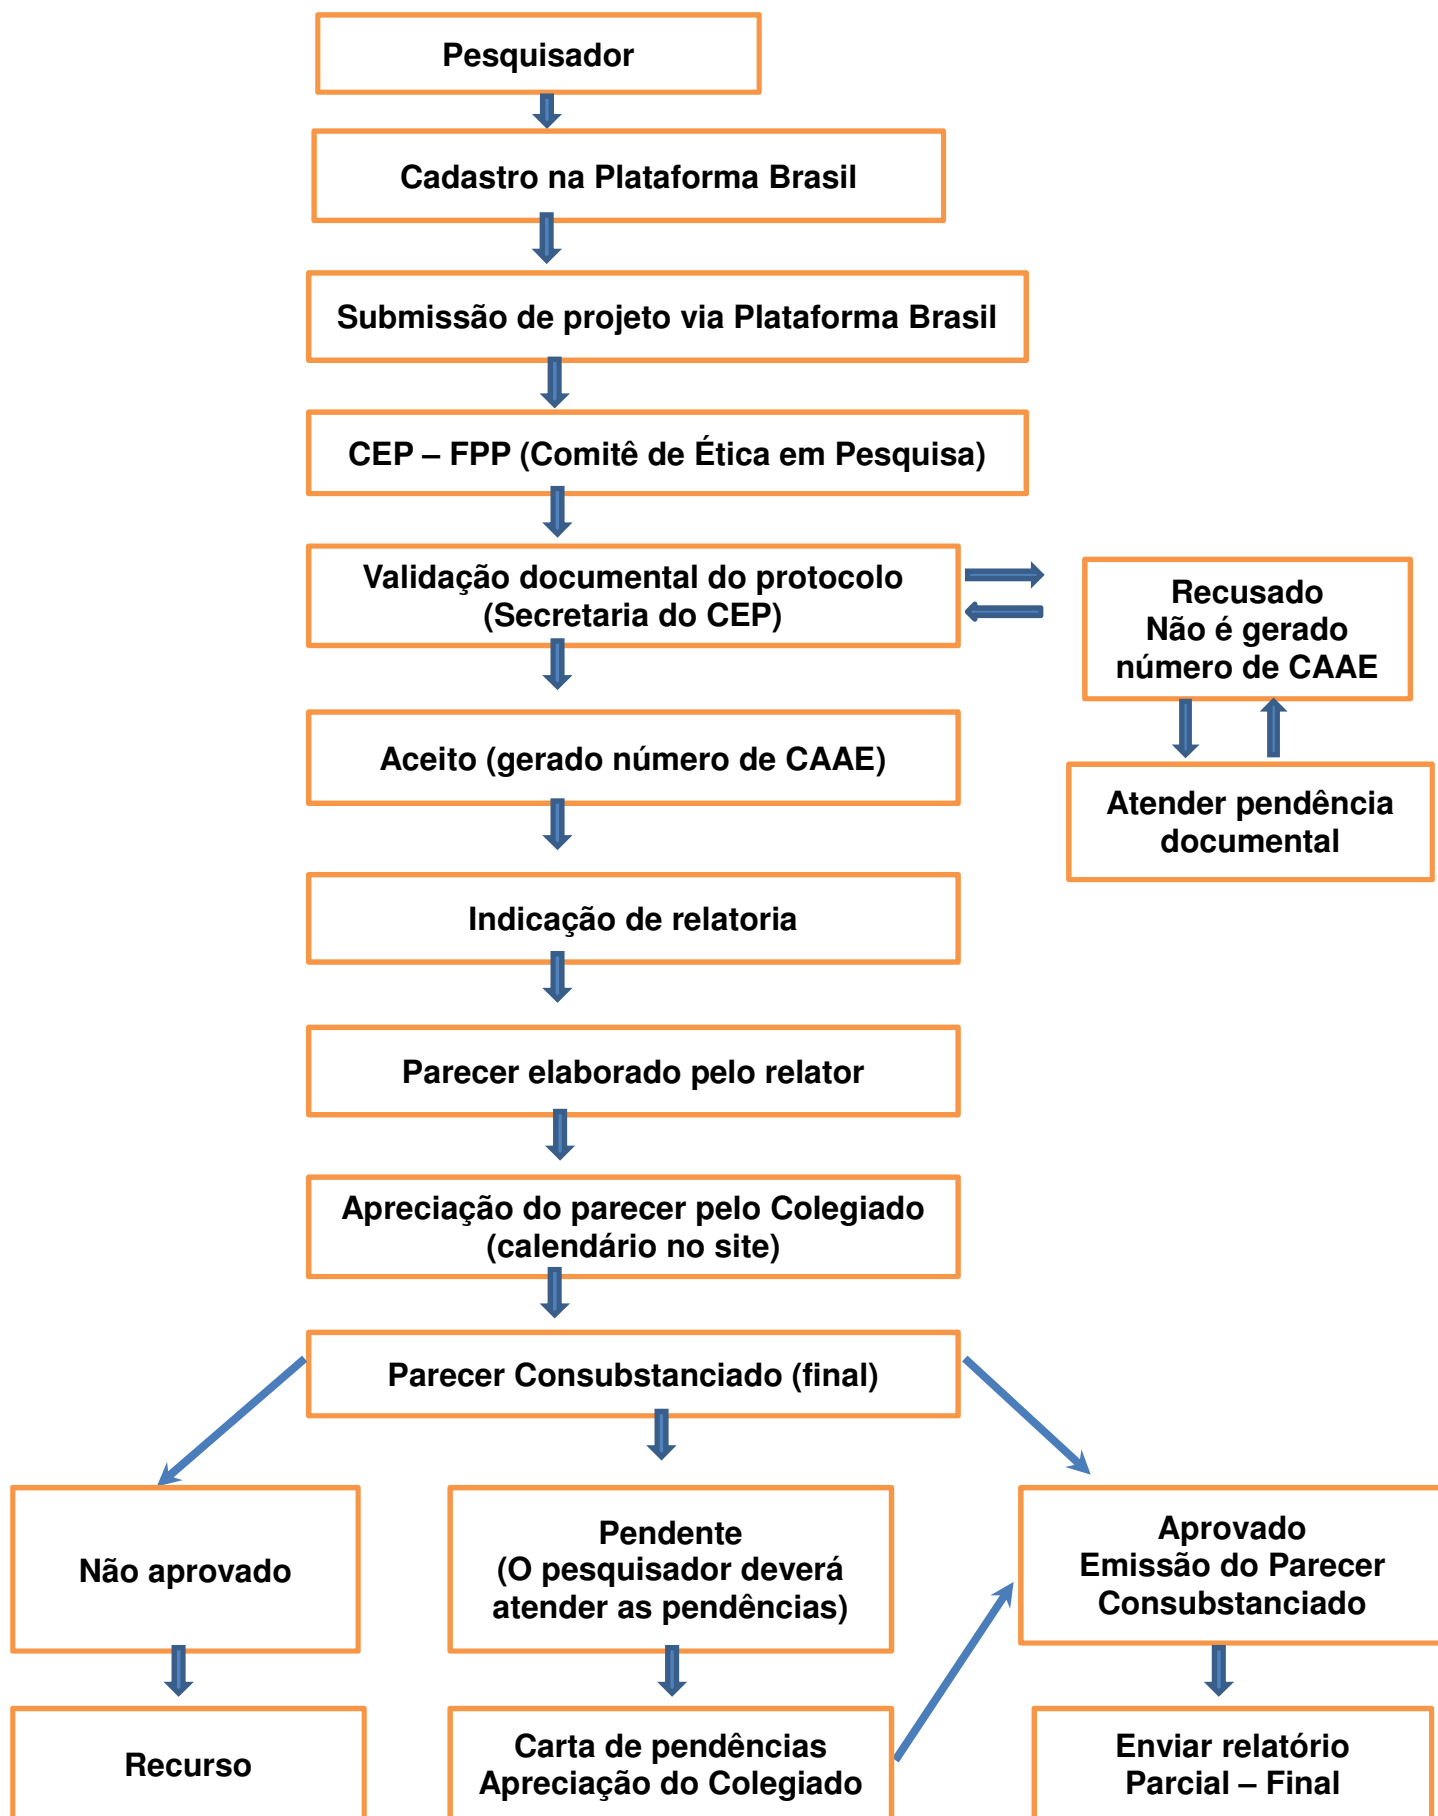 Pesquisador
Cadastro na Plataforma Brasil
Submissão de projeto via Plataforma Brasil
CEP – FPP (Comitê de Ética em Pesquisa)
Validação documental do protocolo
(Secretaria do CEP)
Recusado
Não é gerado
número de CAAE
Aceito (gerado número de CAAE)
Atender pendência
documental
Indicação de relatoria
Parecer elaborado pelo relator
Apreciação do parecer pelo Colegiado
(calendário no site)
Parecer Consubstanciado (final)
Não aprovado
Pendente
(O pesquisador deverá
atender as pendências)
Aprovado
Emissão do Parecer
Consubstanciado
Recurso
Carta de pendências
Apreciação do Colegiado
Enviar relatório
Parcial – Final